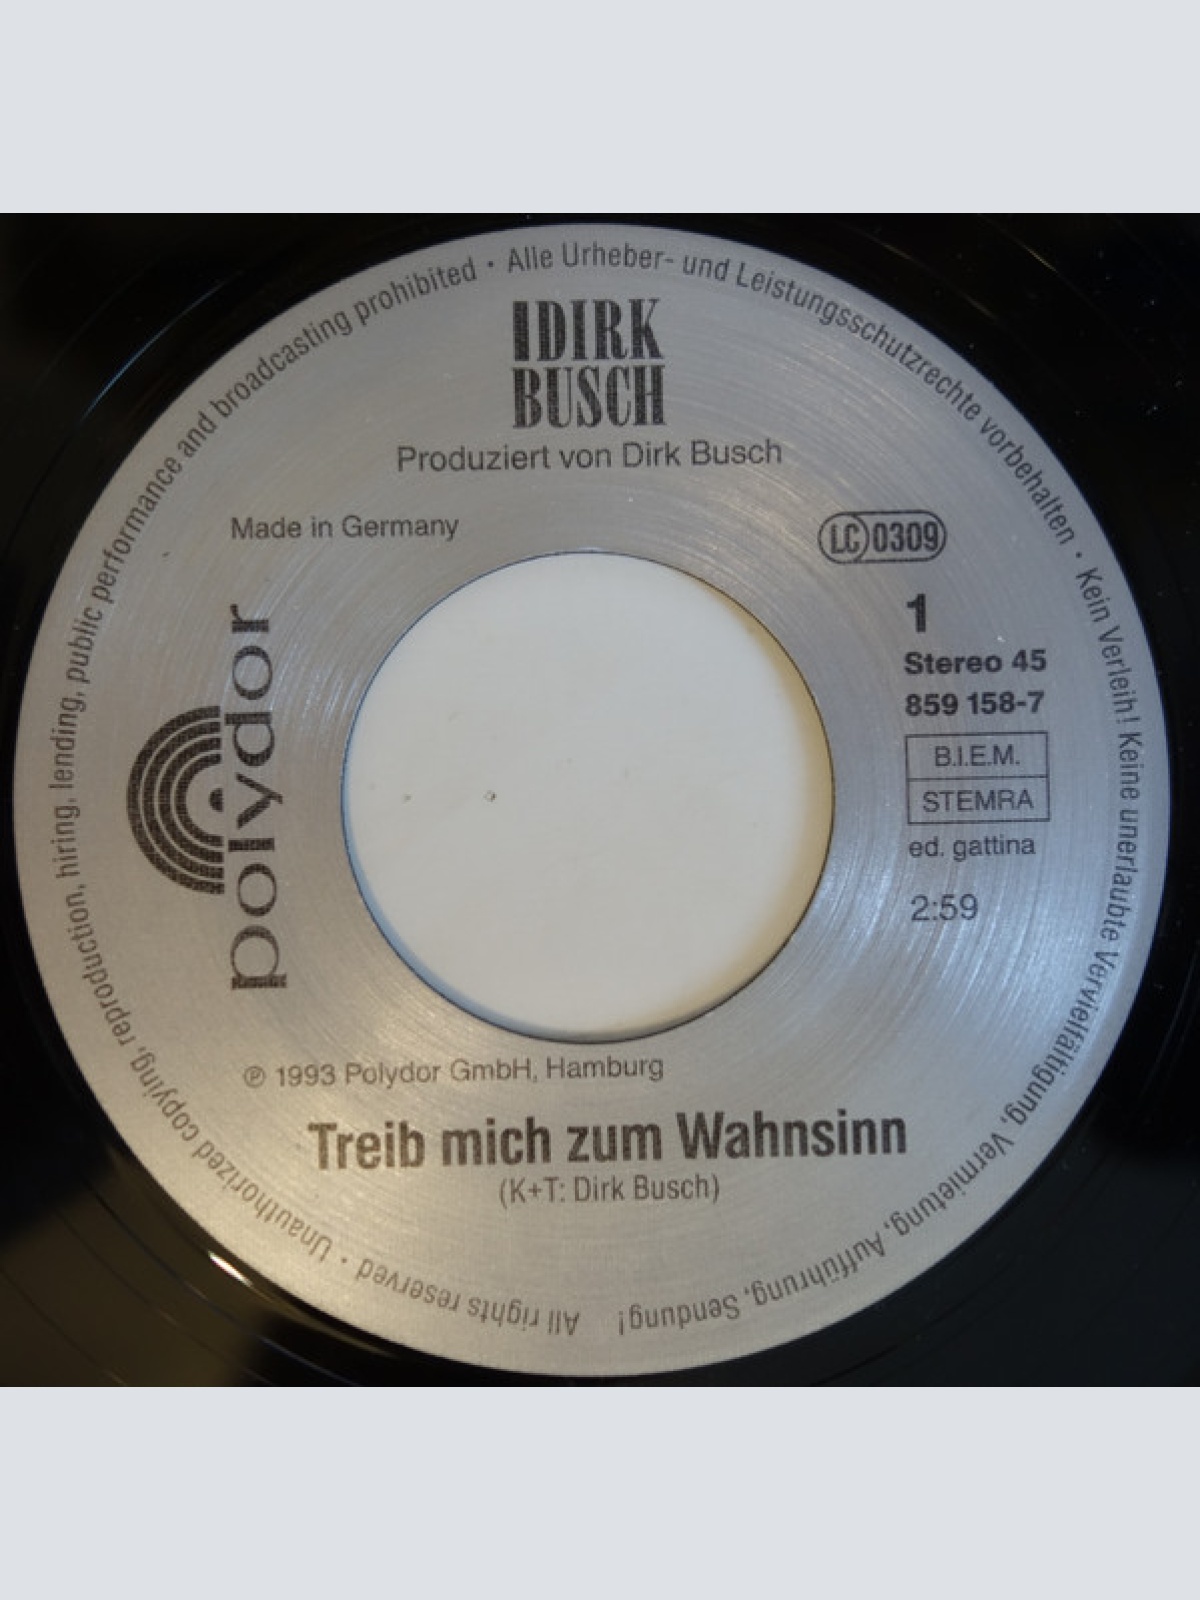 All rights reserved · Unauthorized copying, reproduction, hiring, lending, public performance and broadcasting prohibited · Alle Urheber- und Leistungsschutzrechte vorbehalten · Kein Verleih! Keine unerlaubte Vervielfältigung, Vermietung, Aufführung, Sendung!
DIRK
BUSCH
Produziert von Dirk Busch
Made in Germany
LC 0309
polydor
1
Stereo 45
859 158-7
B.I.E.M.
STEMRA
ed. gattina
2:59
℗ 1993 Polydor GmbH, Hamburg
Treib mich zum Wahnsinn
(K+T: Dirk Busch)